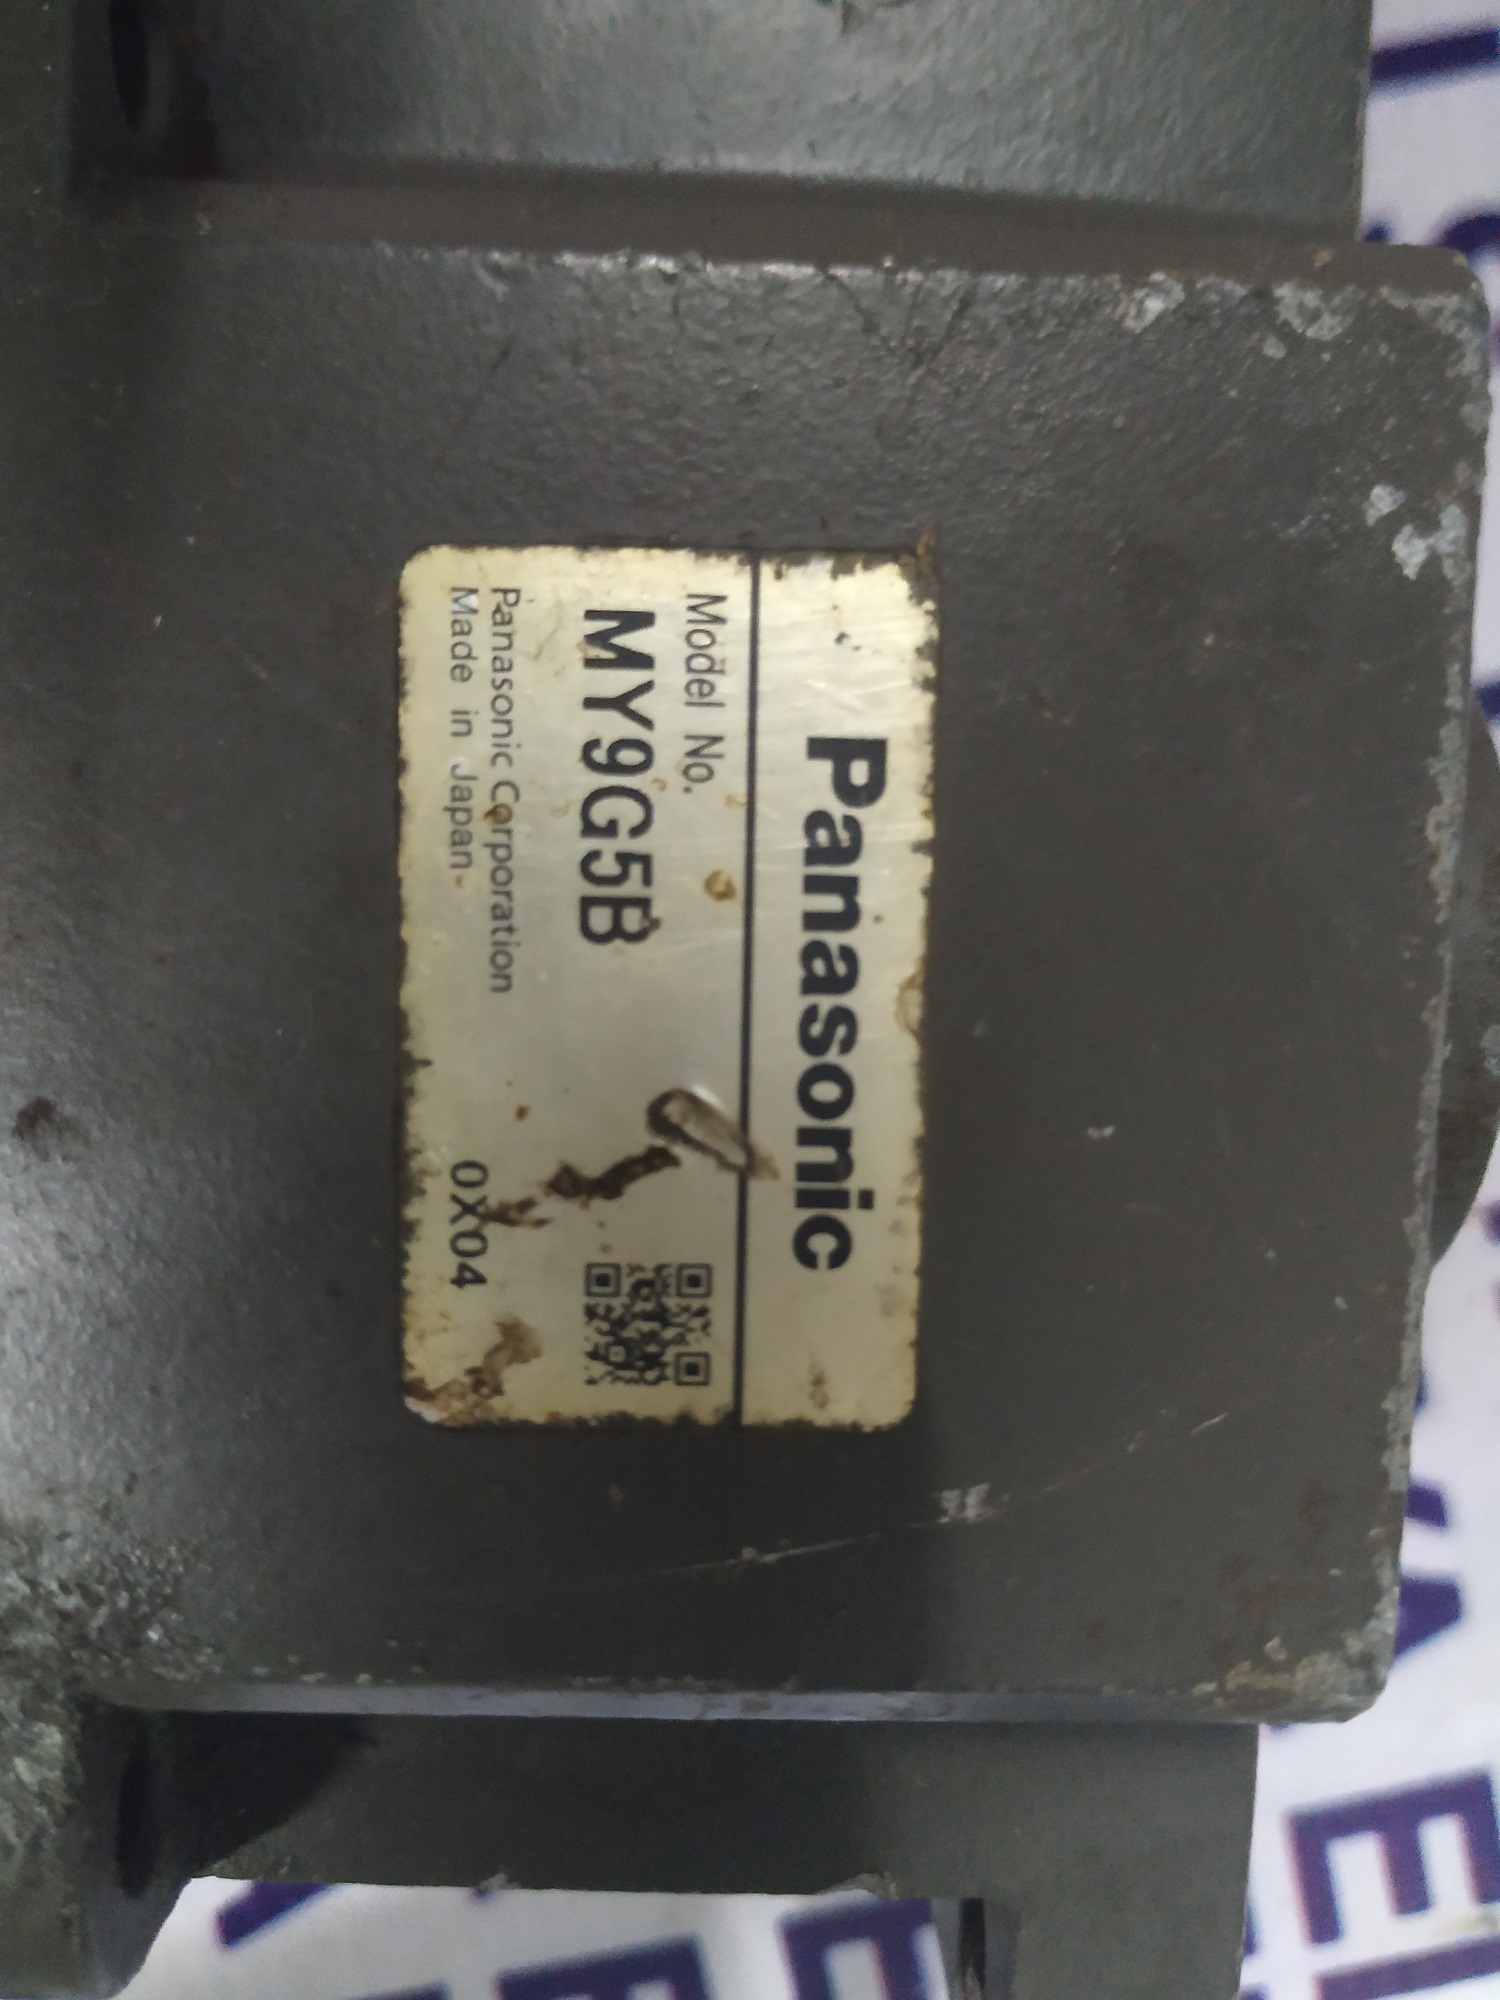 Panasonic
Model No.
MY9G5B
Panasonic Corporation
Made in Japan
0X04